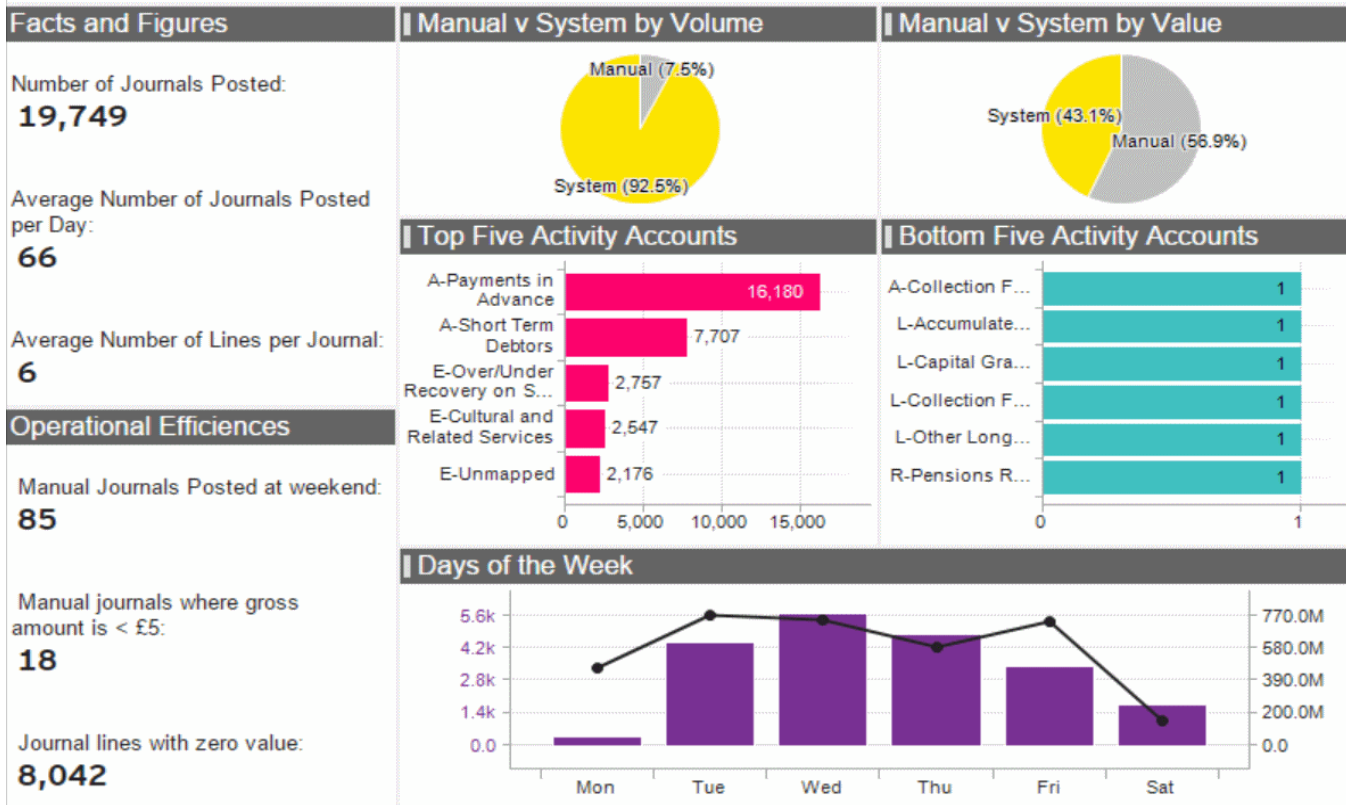 Facts and Figures
Number of Journals Posted:
19,749
Average Number of Journals Posted
per Day:
66
Average Number of Lines per Journal:
6
Operational Efficiences
Manual Journals Posted at weekend:
85
Manual journals where gross
amount is < £5:
18
Journal lines with zero value:
8,042
Manual v System by Volume
Manual (7.5%)
System (92.5%)
Manual v System by Value
System (43.1%)
Manual (56.9%)
Top Five Activity Accounts
A-Payments in
Advance
16,180
A-Short Term
Debtors
7,707
E-Over/Under
Recovery on S...
2,757
E-Cultural and
Related Services
2,547
E-Unmapped
2,176
0 5,000 10,000 15,000
Bottom Five Activity Accounts
A-Collection F... 1
L-Accumulate... 1
L-Capital Gra... 1
L-Collection F... 1
L-Other Long... 1
R-Pensions R... 1
0 1
Days of the Week
5.6k 770.0M
4.2k 580.0M
2.8k 390.0M
1.4k 200.0M
0.0 0.0
Mon Tue Wed Thu Fri Sat